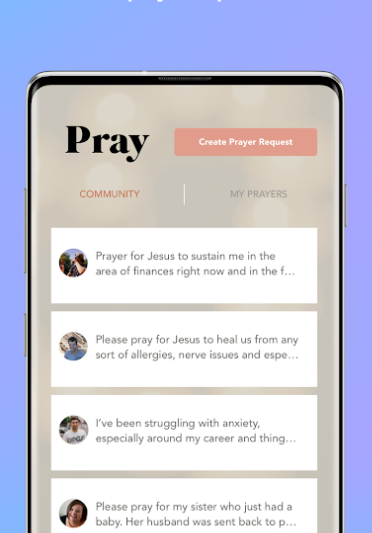 Pray
Create Prayer Request
COMMUNITY
MY PRAYERS
Prayer for Jesus to sustain me in the
area of finances right now and in the f...
Please pray for Jesus to heal us from any
sort of allergies, nerve issues and espe...
I've been struggling with anxiety,
especially around my career and thing...
Please pray for my sister who just had a
baby. Her husband was sent back to p...